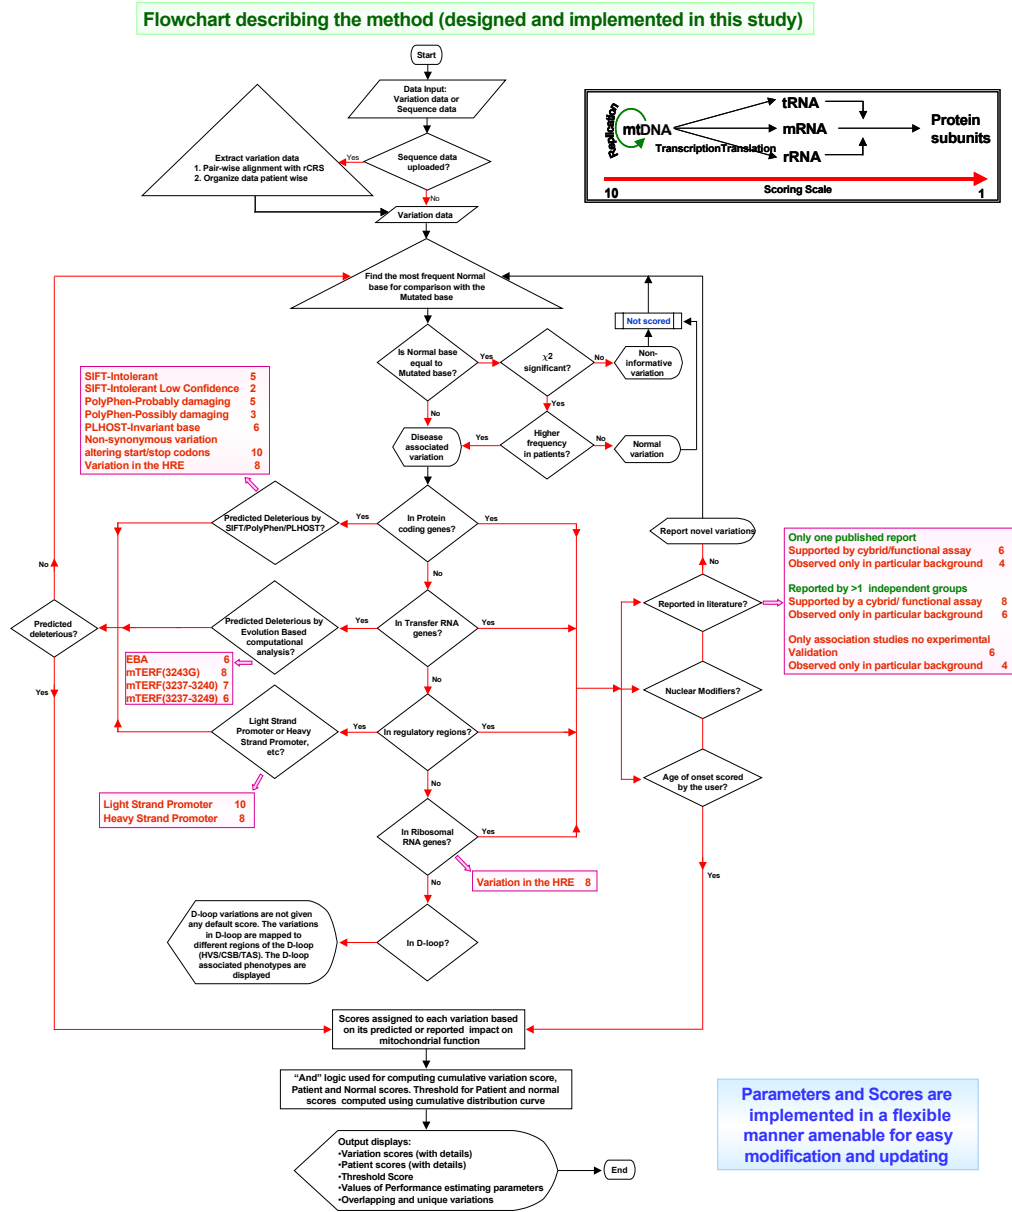 Flowchart describing the method (designed and implemented in this study)
Start
Data Input:
Variation data or
Sequence data
Sequence data
uploaded?
Yes
No
Extract variation data
1. Pair-wise alignment with rCRS
2. Organize data patient wise
Variation data
Replication
mtDNA
tRNA
mRNA
rRNA
TranscriptionTranslation
Protein
subunits
10
Scoring Scale
1
Find the most frequent Normal
base for comparison with the
Mutated base
Not scored
Is Normal base
equal to
Mutated base?
Yes
χ2
significant?
No
Non-
informative
variation
Yes
No
Disease
associated
variation
Yes
Higher
frequency
in patients?
No
Normal
variation
SIFT-Intolerant 5
SIFT-Intolerant Low Confidence 2
PolyPhen-Probably damaging 5
PolyPhen-Possibly damaging 3
PLHOST-Invariant base 6
Non-synonymous variation
altering start/stop codons 10
Variation in the HRE 8
Predicted Deleterious by
SIFT/PolyPhen/PLHOST?
Yes
In Protein
coding genes?
Yes
No
Report novel variations
No
Reported in literature?
Only one published report
Supported by cybrid/functional assay 6
Observed only in particular background 4
Reported by >1 independent groups
Supported by a cybrid/ functional assay 8
Observed only in particular background 6
Only association studies no experimental
Validation 6
Observed only in particular background 4
No
Predicted
deleterious?
Yes
Predicted Deleterious by
Evolution Based
computational
analysis?
Yes
In Transfer RNA
genes?
Yes
No
EBA 6
mTERF(3243G) 8
mTERF(3237-3240) 7
mTERF(3237-3249) 6
Nuclear Modifiers?
Light Strand
Promoter or Heavy
Strand Promoter,
etc?
Yes
In regulatory regions?
Yes
No
Age of onset scored
by the user?
Yes
Light Strand Promoter 10
Heavy Strand Promoter 8
In Ribosomal
RNA genes?
Yes
No
Variation in the HRE 8
D-loop variations are not given
any default score. The variations
in D-loop are mapped to
different regions of the D-loop
(HVS/CSB/TAS). The D-loop
associated phenotypes are
displayed
In D-loop?
Scores assigned to each variation based
on its predicted or reported impact on
mitochondrial function
“And” logic used for computing cumulative variation score,
Patient and Normal scores. Threshold for Patient and normal
scores computed using cumulative distribution curve
Output displays:
•Variation scores (with details)
•Patient scores (with details)
•Threshold Score
•Values of Performance estimating parameters
•Overlapping and unique variations
End
Parameters and Scores are
implemented in a flexible
manner amenable for easy
modification and updating